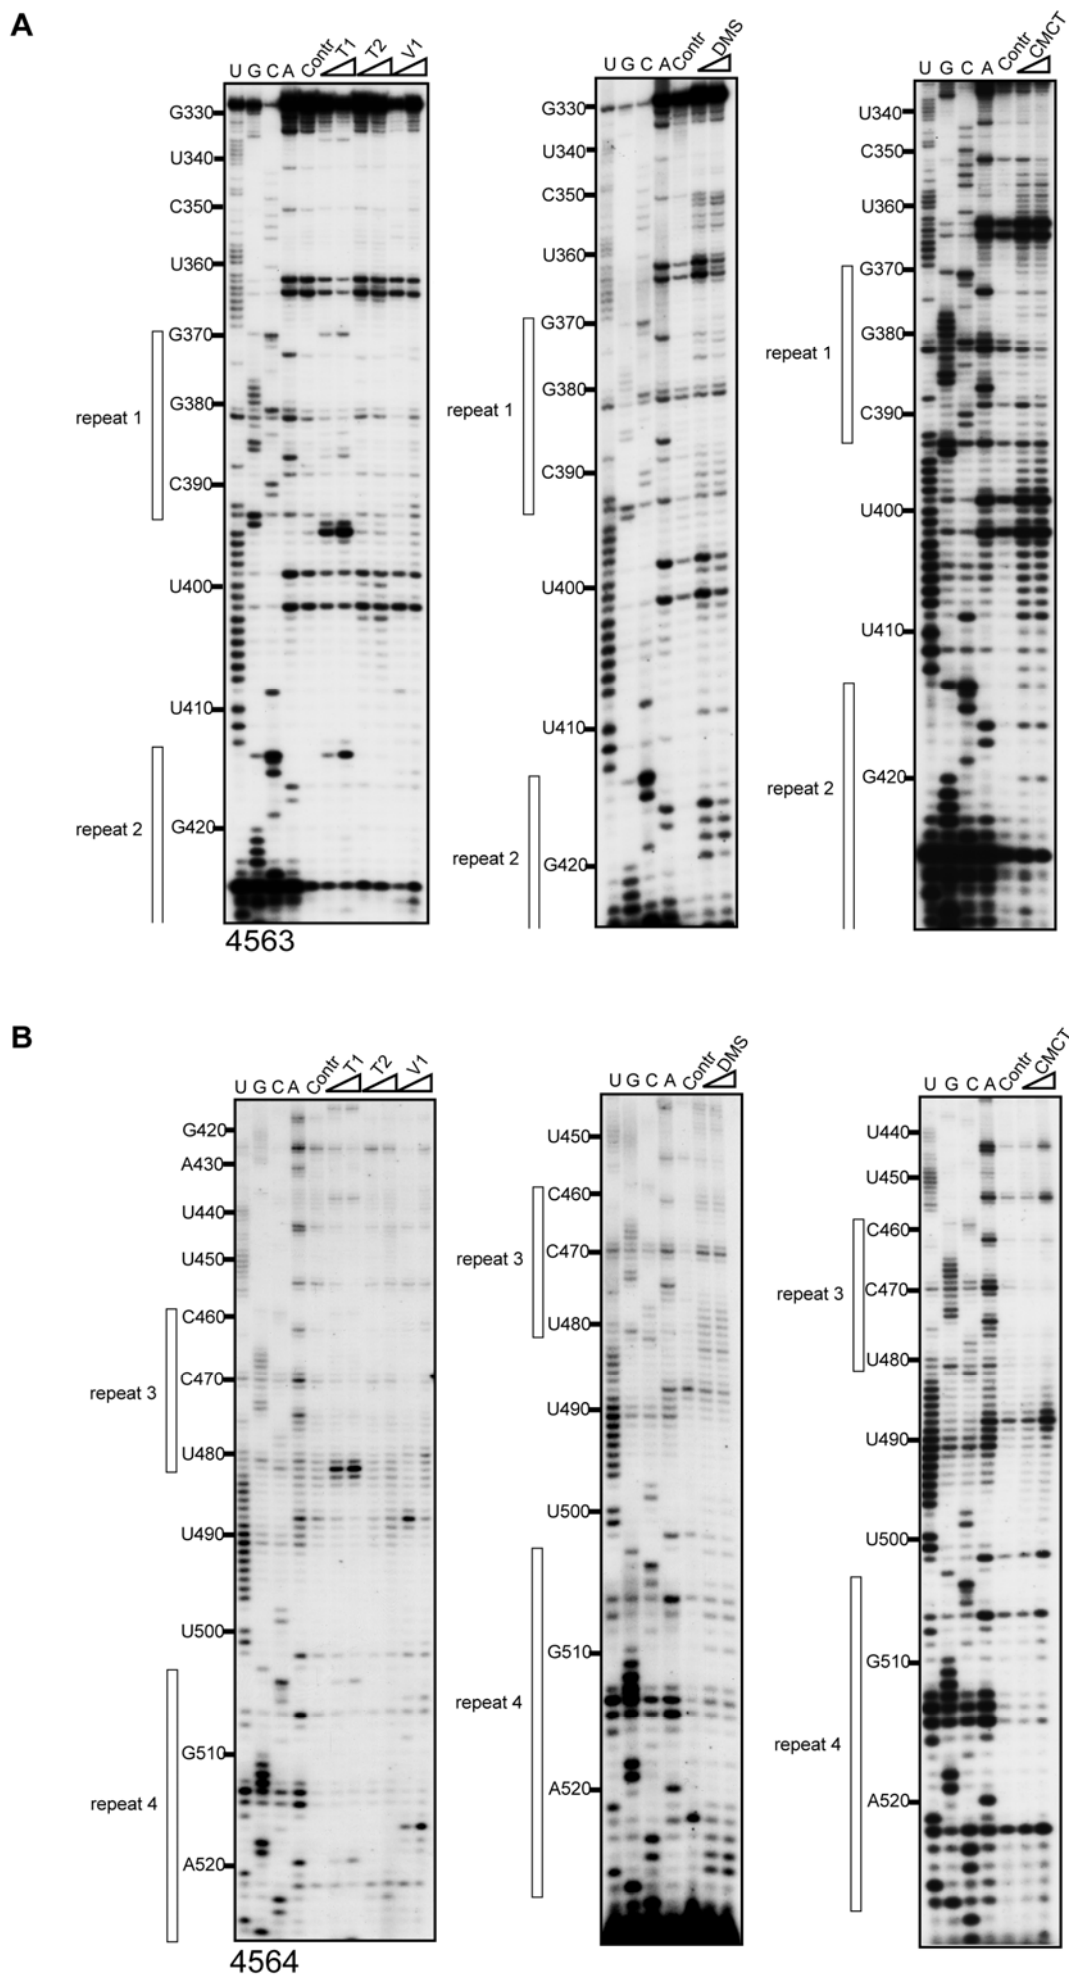 A
U G C A Contr T1 T2 V1
G330
U340
C350
U360
G370
G380
C390
U400
U410
G420
repeat 1
repeat 2
4563
U G C A Contr DMS
G330
U340
C350
U360
G370
G380
C390
U400
U410
G420
repeat 1
repeat 2
U G C A Contr CMCT
U340
C350
U360
G370
G380
C390
U400
U410
G420
repeat 1
repeat 2
B
U G C A Contr T1 T2 V1
G420
A430
U440
U450
C460
C470
U480
U490
U500
G510
A520
repeat 3
repeat 4
4564
U G C A Contr DMS
U450
C460
C470
U480
U490
U500
G510
A520
repeat 3
repeat 4
U G C A Contr CMCT
U440
U450
C460
C470
U480
U490
U500
G510
A520
repeat 3
repeat 4